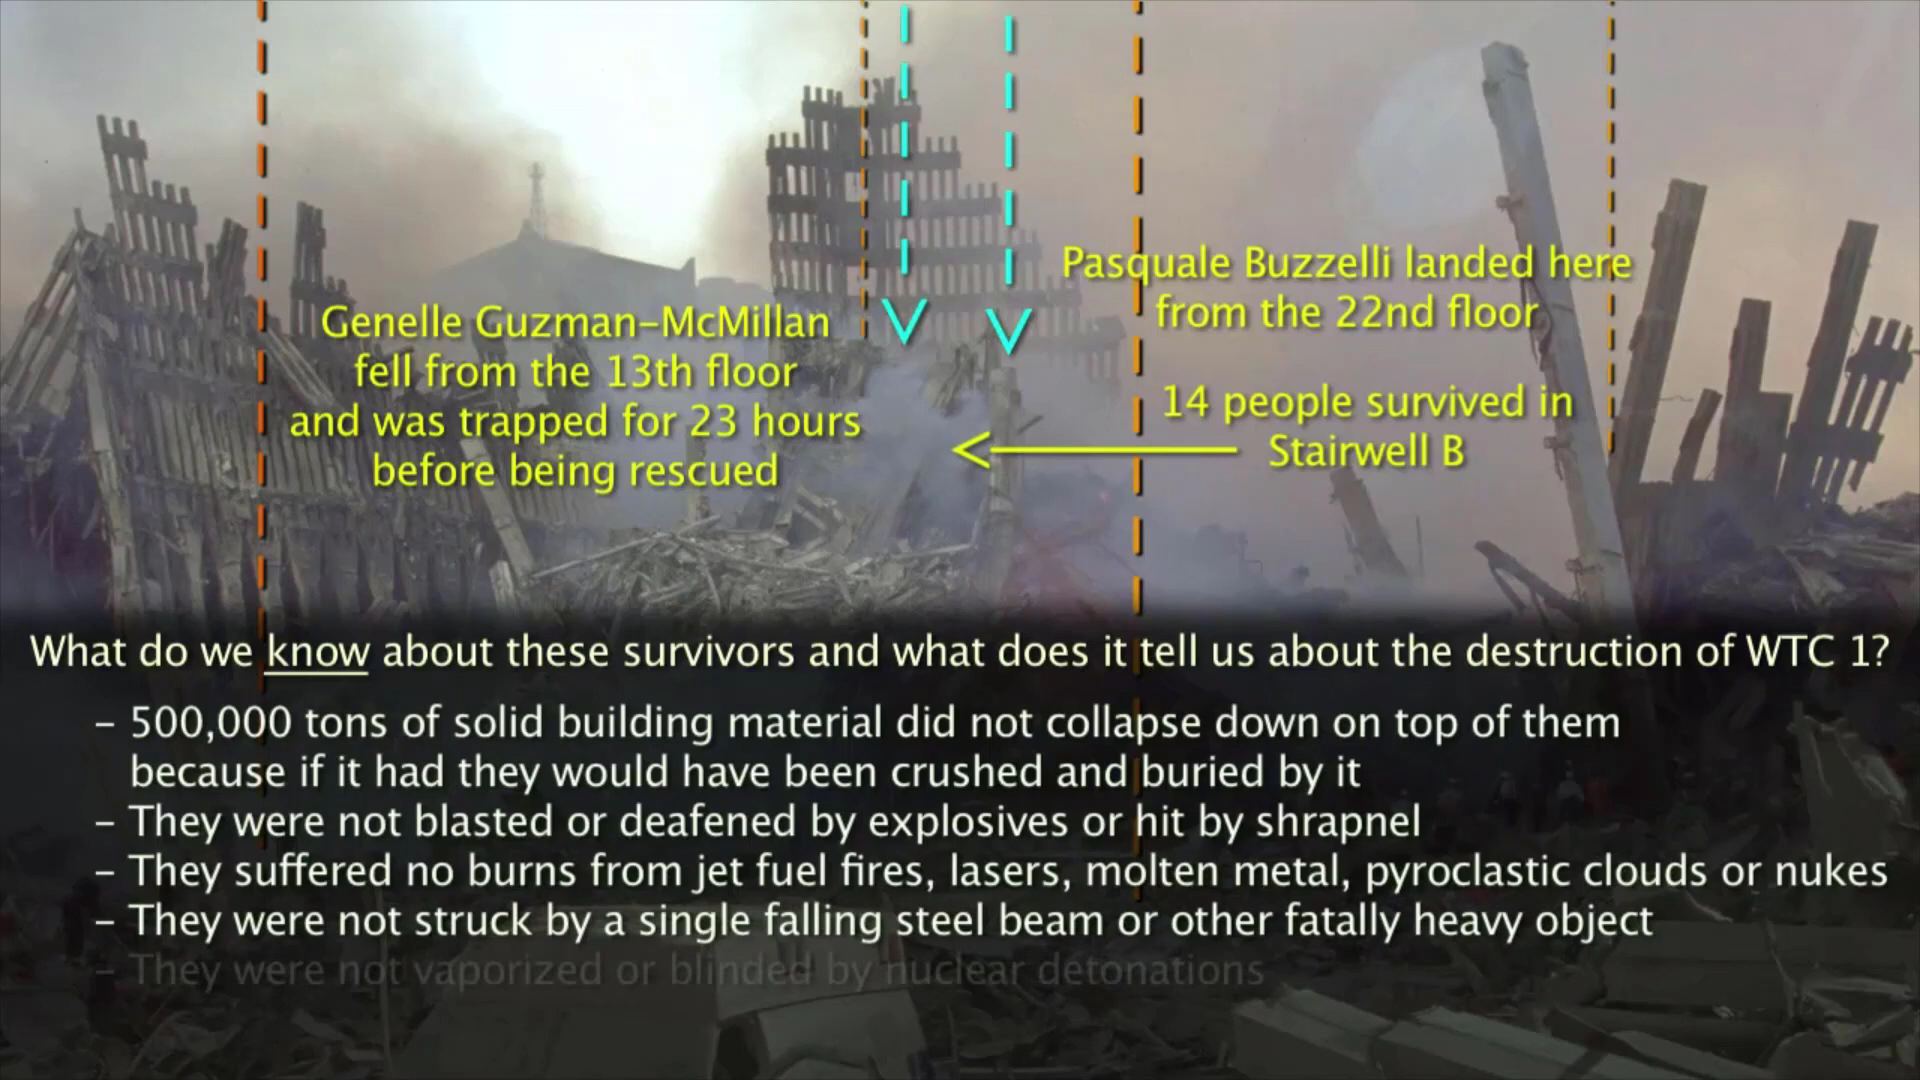 Genelle Guzman–McMillan
fell from the 13th floor
and was trapped for 23 hours
before being rescued
Pasquale Buzzelli landed here
from the 22nd floor
14 people survived in
Stairwell B
What do we know about these survivors and what does it tell us about the destruction of WTC 1?
– 500,000 tons of solid building material did not collapse down on top of them
because if it had they would have been crushed and buried by it
– They were not blasted or deafened by explosives or hit by shrapnel
– They suffered no burns from jet fuel fires, lasers, molten metal, pyroclastic clouds or nukes
– They were not struck by a single falling steel beam or other fatally heavy object
– They were not vaporized or blinded by nuclear detonations